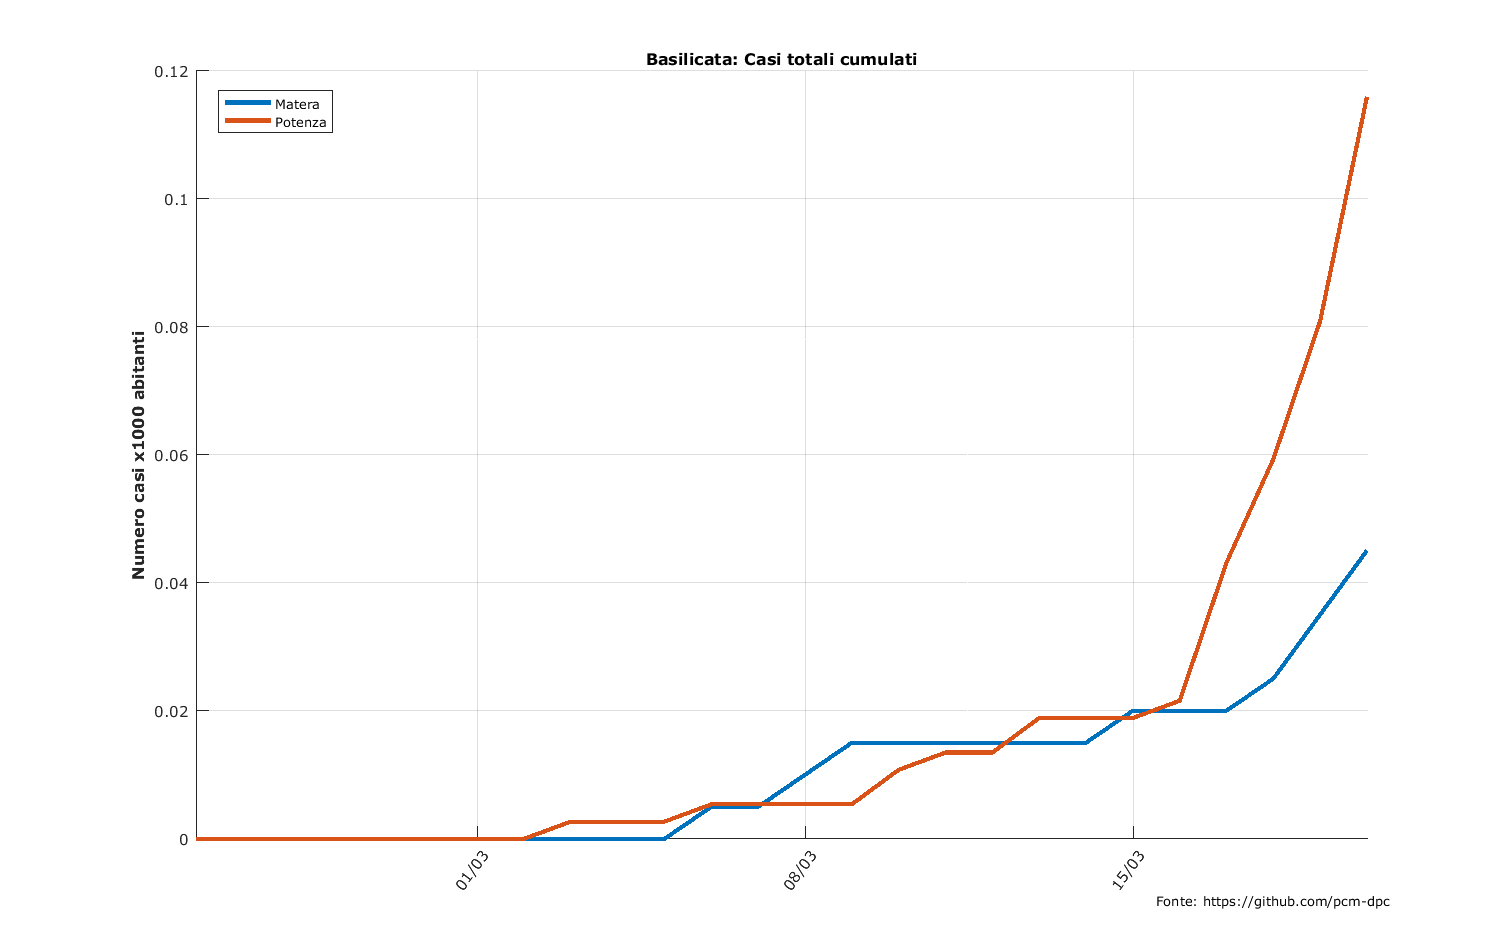 Basilicata: Casi totali cumulati
Matera
Potenza
Numero casi x1000 abitanti
0.12
0.1
0.08
0.06
0.04
0.02
0
01/03
08/03
15/03
Fonte: https://github.com/pcm-dpc